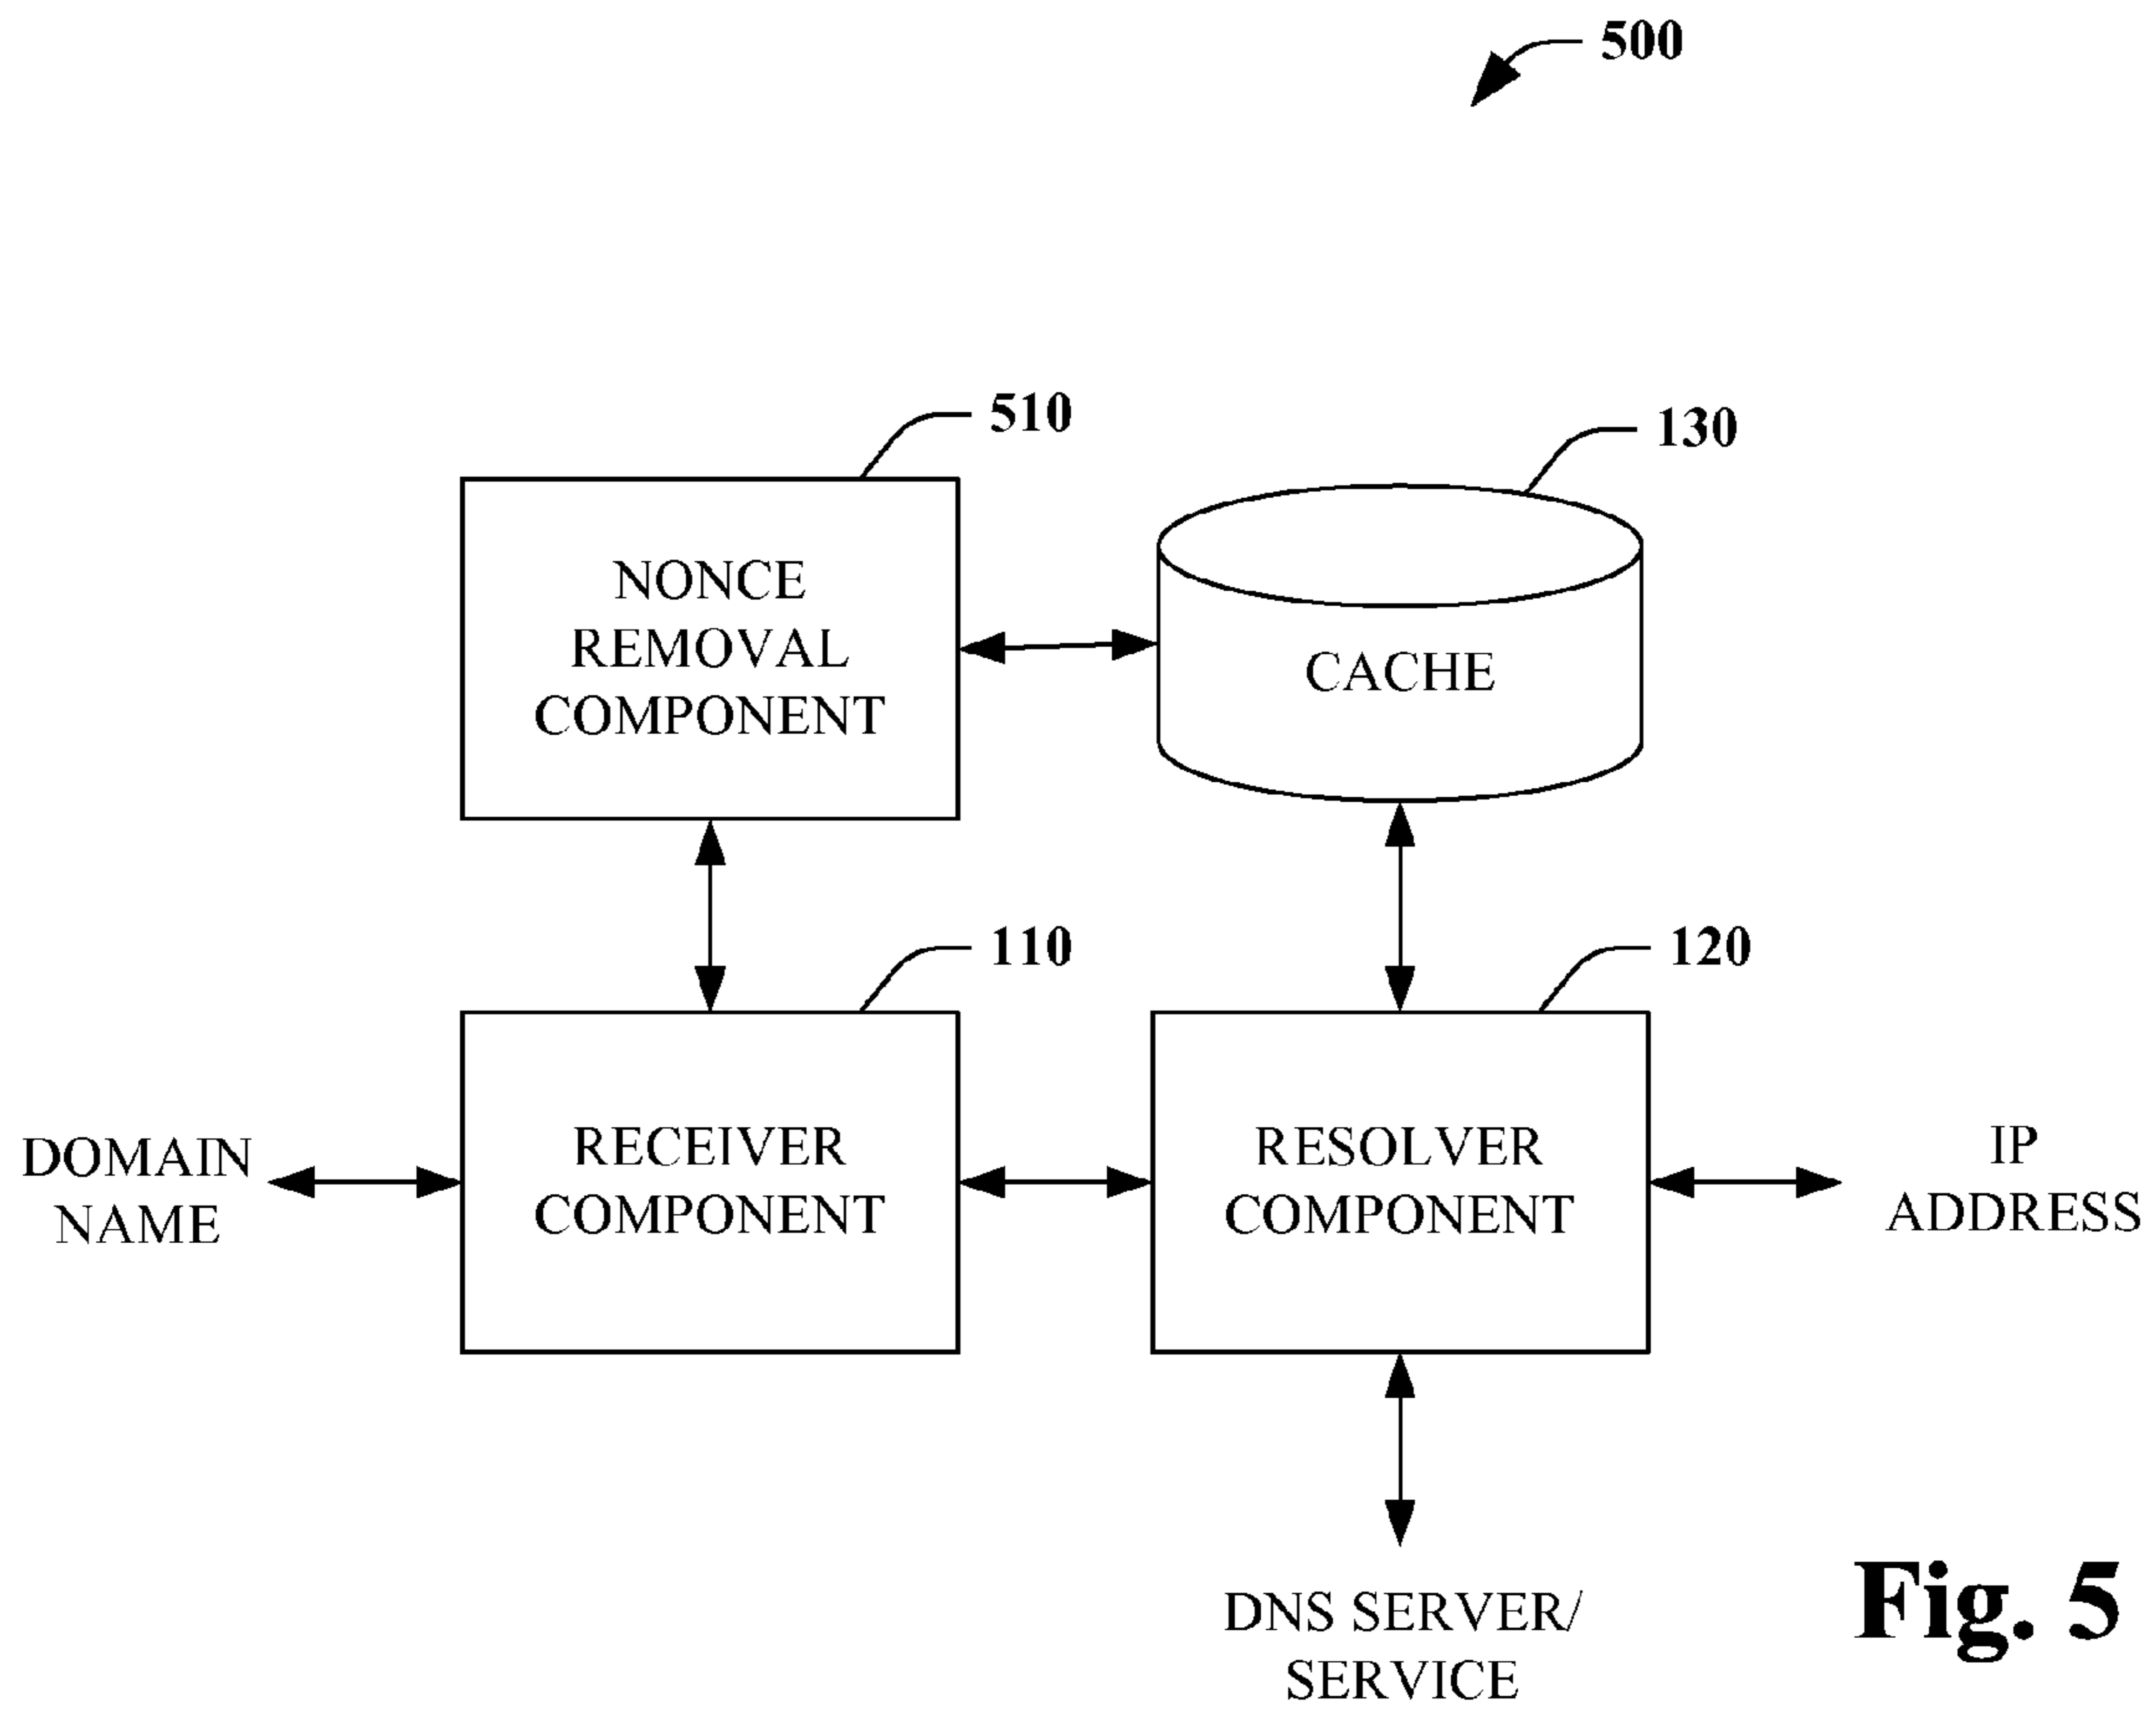 500
510
130
NONCE
REMOVAL
COMPONENT
CACHE
110
120
DOMAIN
NAME
RECEIVER
COMPONENT
RESOLVER
COMPONENT
IP
ADDRESS
DNS SERVER/
SERVICE
Fig. 5